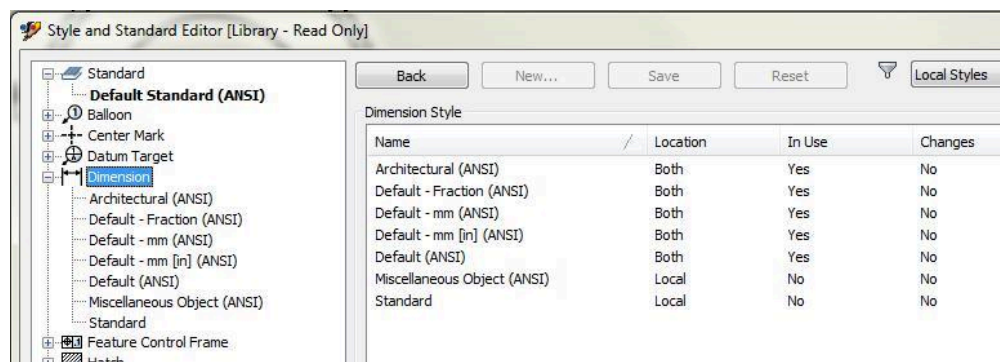 Style and Standard Editor [Library - Read Only]
Standard
Default Standard (ANSI)
Balloon
Center Mark
Datum Target
Dimension
Architectural (ANSI)
Default - Fraction (ANSI)
Default - mm (ANSI)
Default - mm [in] (ANSI)
Default (ANSI)
Miscellaneous Object (ANSI)
Standard
Feature Control Frame
Hatch
Back New... Save Reset Local Styles
Dimension Style
Name / Location In Use Changes
Architectural (ANSI) Both Yes No
Default - Fraction (ANSI) Both Yes No
Default - mm (ANSI) Both Yes No
Default - mm [in] (ANSI) Both Yes No
Default (ANSI) Both Yes No
Miscellaneous Object (ANSI) Local No No
Standard Local No No